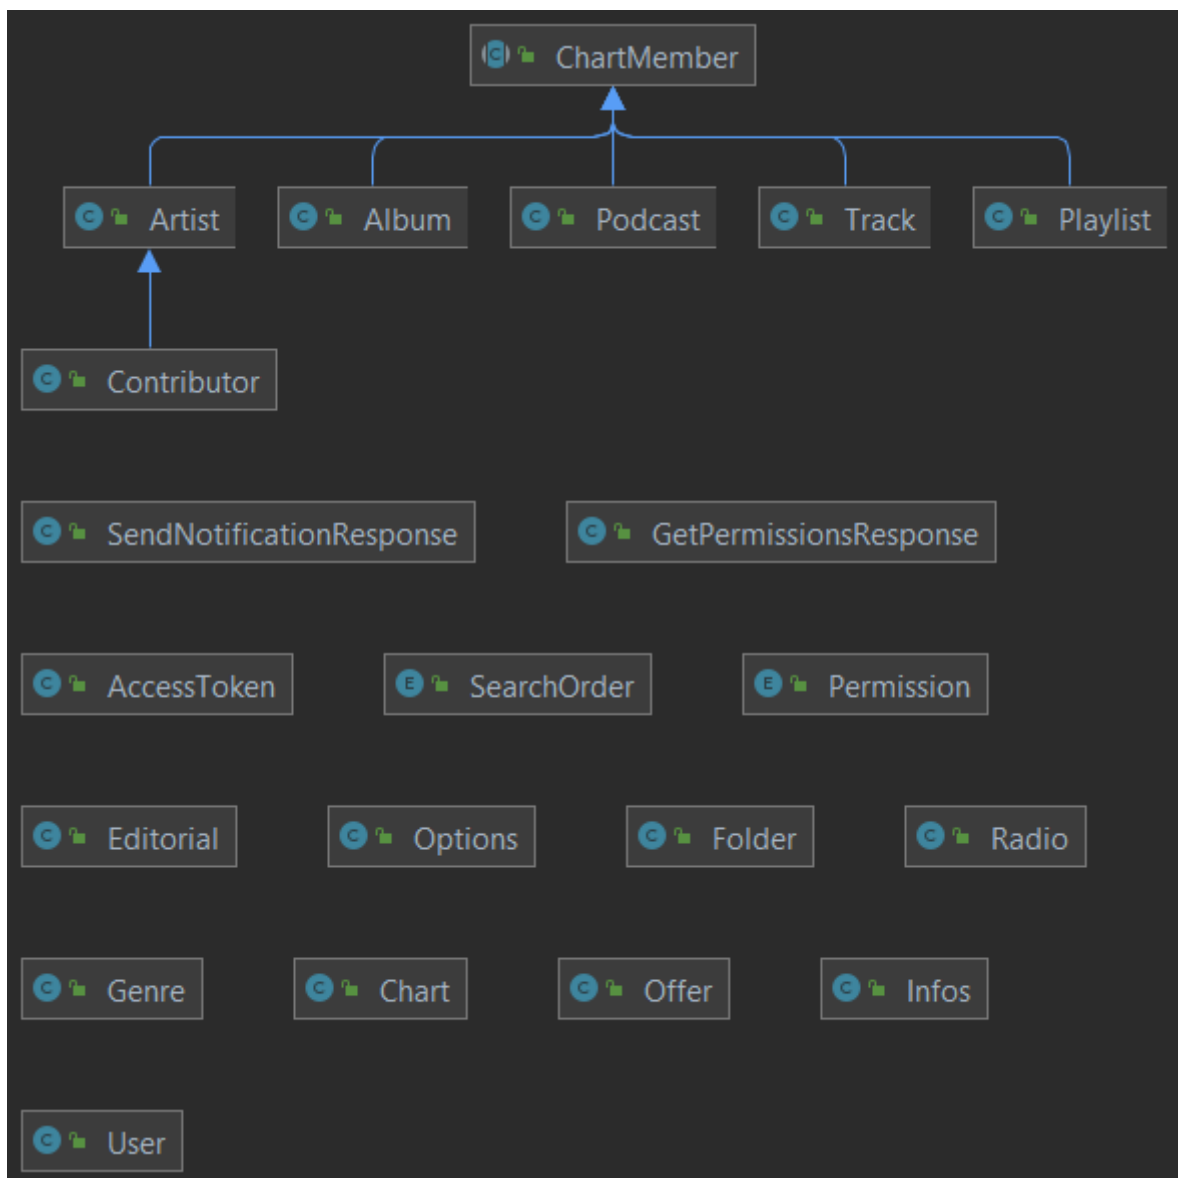 C ChartMember
C Artist C Album C Podcast C Track C Playlist
C Contributor
C SendNotificationResponse C GetPermissionsResponse
C AccessToken E SearchOrder E Permission
C Editorial C Options C Folder C Radio
C Genre C Chart C Offer C Infos
C User